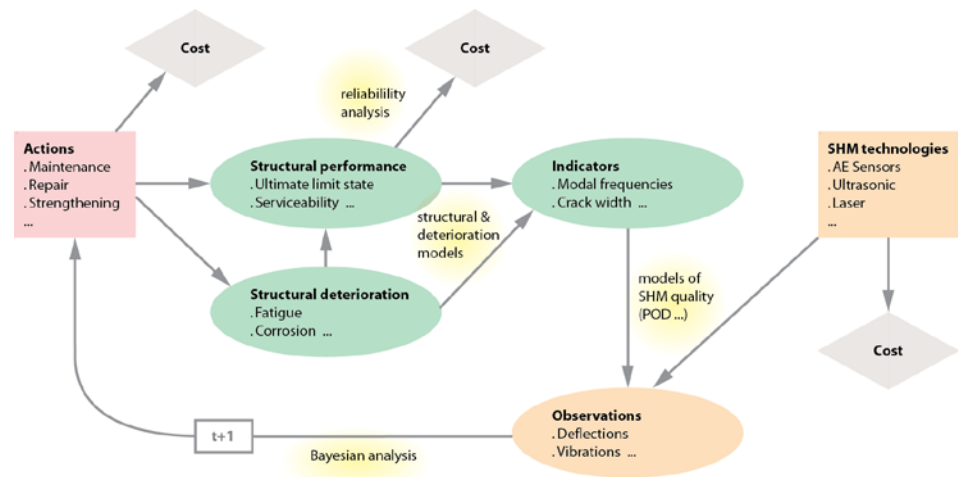 Cost
Cost
reliabilility
analysis
Actions
. Maintenance
. Repair
. Strengthening
...
Structural performance
. Ultimate limit state
. Serviceability ...
Indicators
. Modal frequencies
. Crack width ...
SHM technologies
. AE Sensors
. Ultrasonic
. Laser
...
structural &
deterioration
models
Structural deterioration
. Fatigue
. Corrosion ...
models of
SHM quality
(POD ...)
Cost
Observations
. Deflections
. Vibrations ...
t+1
Bayesian analysis